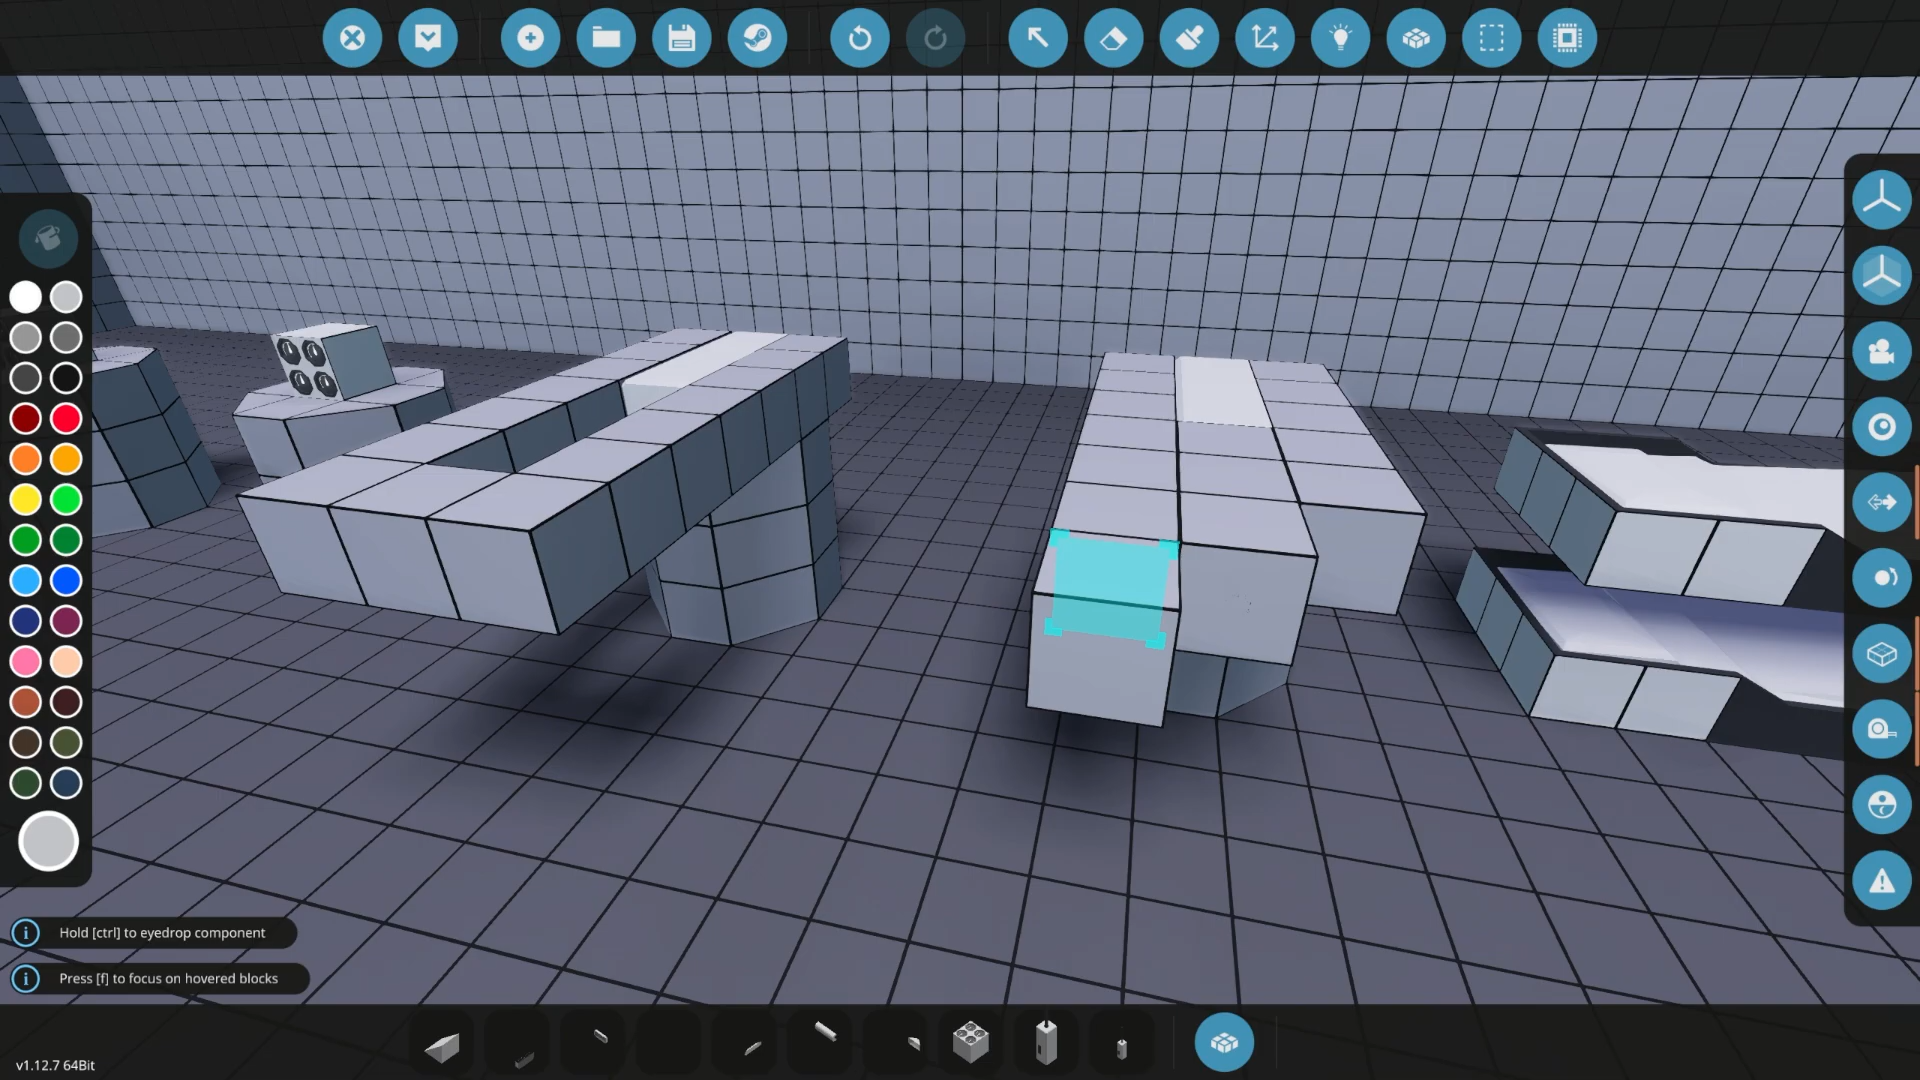 Hold [ctrl] to eyedrop component
Press [f] to focus on hovered blocks
v1.12.7 64Bit